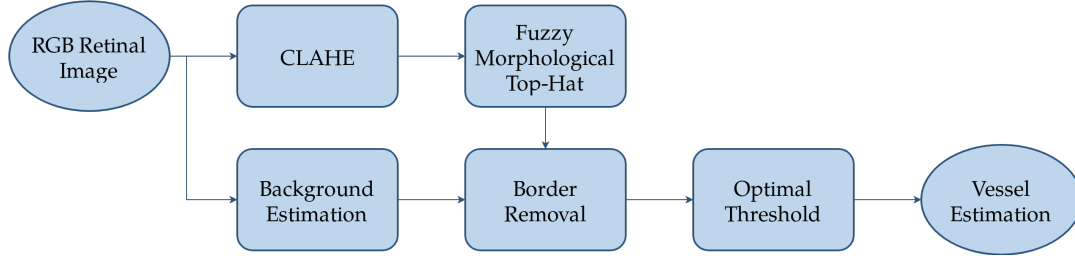 RGB Retinal
Image
CLAHE
Fuzzy
Morphological
Top-Hat
Background
Estimation
Border
Removal
Optimal
Threshold
Vessel
Estimation